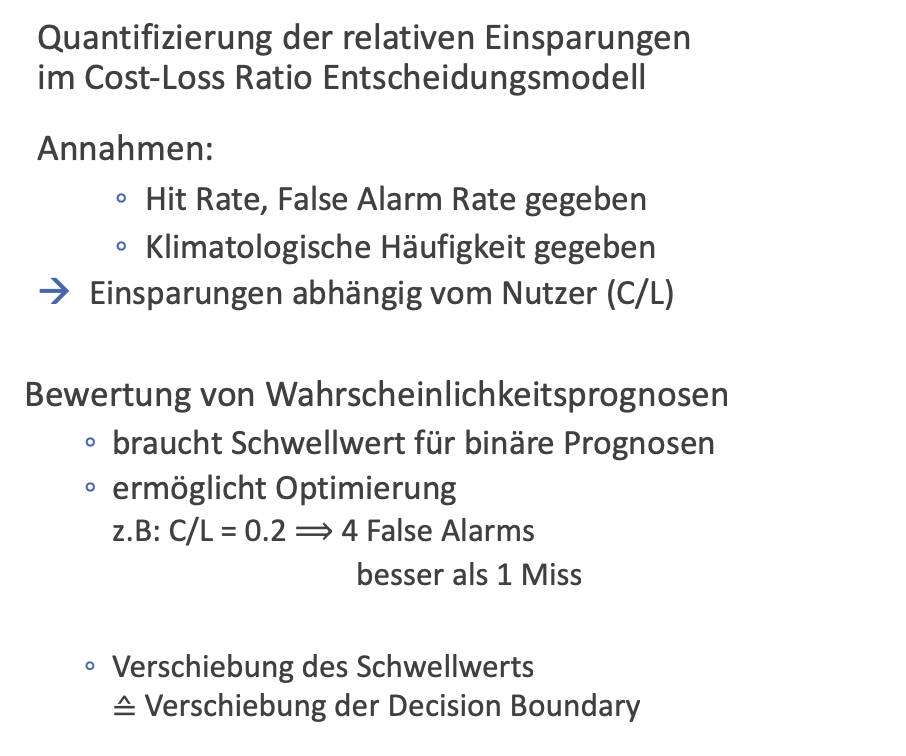 Quantifizierung der relativen Einsparungen
im Cost-Loss Ratio Entscheidungsmodell
Annahmen:
∘ Hit Rate, False Alarm Rate gegeben
∘ Klimatologische Häufigkeit gegeben
→ Einsparungen abhängig vom Nutzer (C/L)
Bewertung von Wahrscheinlichkeitsprognosen
∘ braucht Schwellwert für binäre Prognosen
∘ ermöglicht Optimierung
z.B: C/L = 0.2 ⟹ 4 False Alarms
besser als 1 Miss
∘ Verschiebung des Schwellwerts
≙ Verschiebung der Decision Boundary